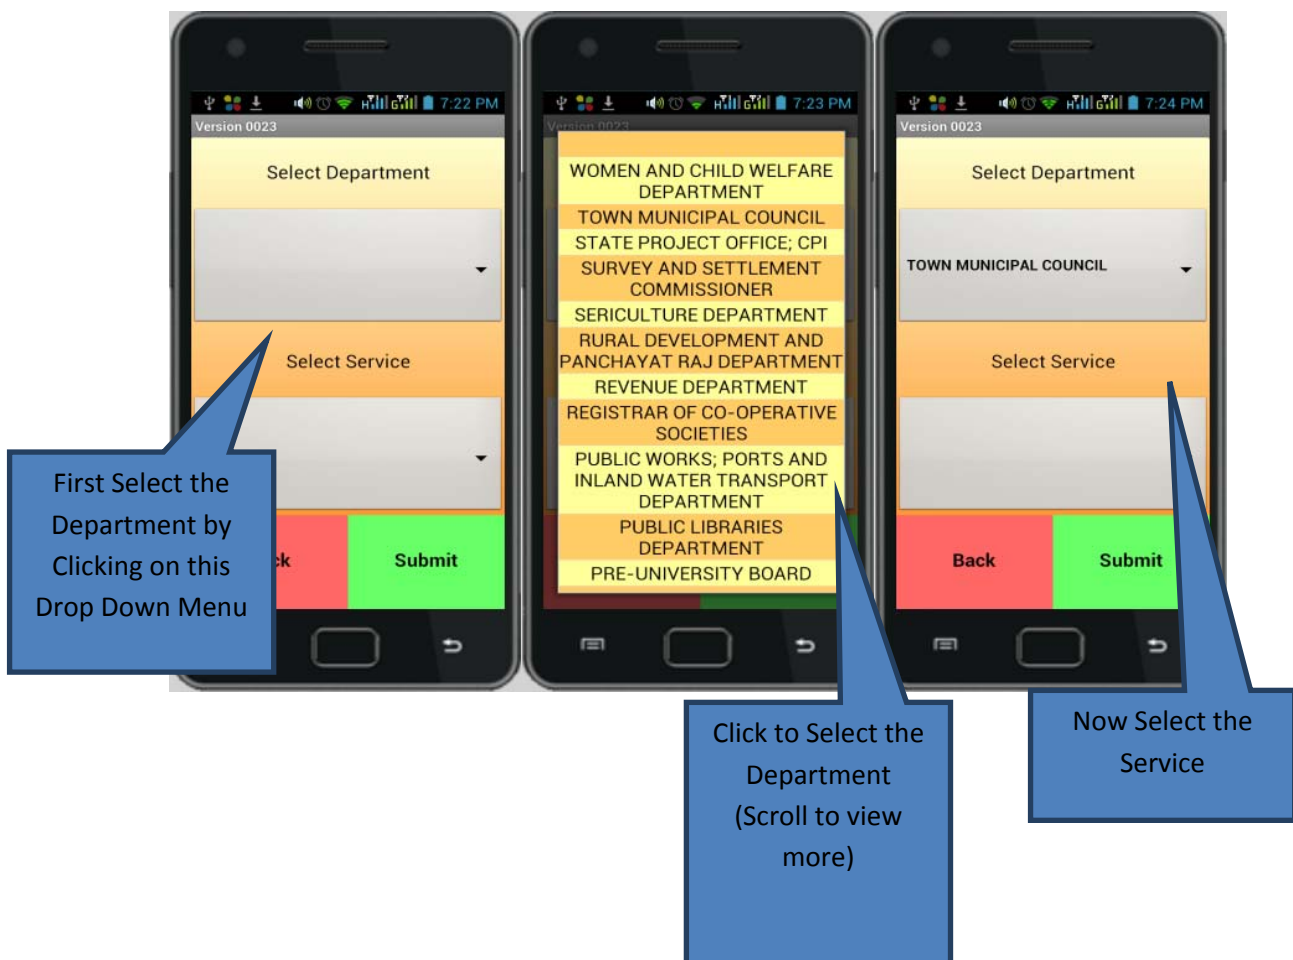 7:22 PM
Version 0023
Select Department
Select Service
ck
Submit
First Select the
Department by
Clicking on this
Drop Down Menu
7:23 PM
Version 0023
WOMEN AND CHILD WELFARE
DEPARTMENT
TOWN MUNICIPAL COUNCIL
STATE PROJECT OFFICE; CPI
SURVEY AND SETTLEMENT
COMMISSIONER
SERICULTURE DEPARTMENT
RURAL DEVELOPMENT AND
PANCHAYAT RAJ DEPARTMENT
REVENUE DEPARTMENT
REGISTRAR OF CO-OPERATIVE
SOCIETIES
PUBLIC WORKS; PORTS AND
INLAND WATER TRANSPORT
DEPARTMENT
PUBLIC LIBRARIES
DEPARTMENT
PRE-UNIVERSITY BOARD
Click to Select the
Department
(Scroll to view
more)
7:24 PM
Version 0023
Select Department
TOWN MUNICIPAL COUNCIL
Select Service
Back
Submit
Now Select the
Service